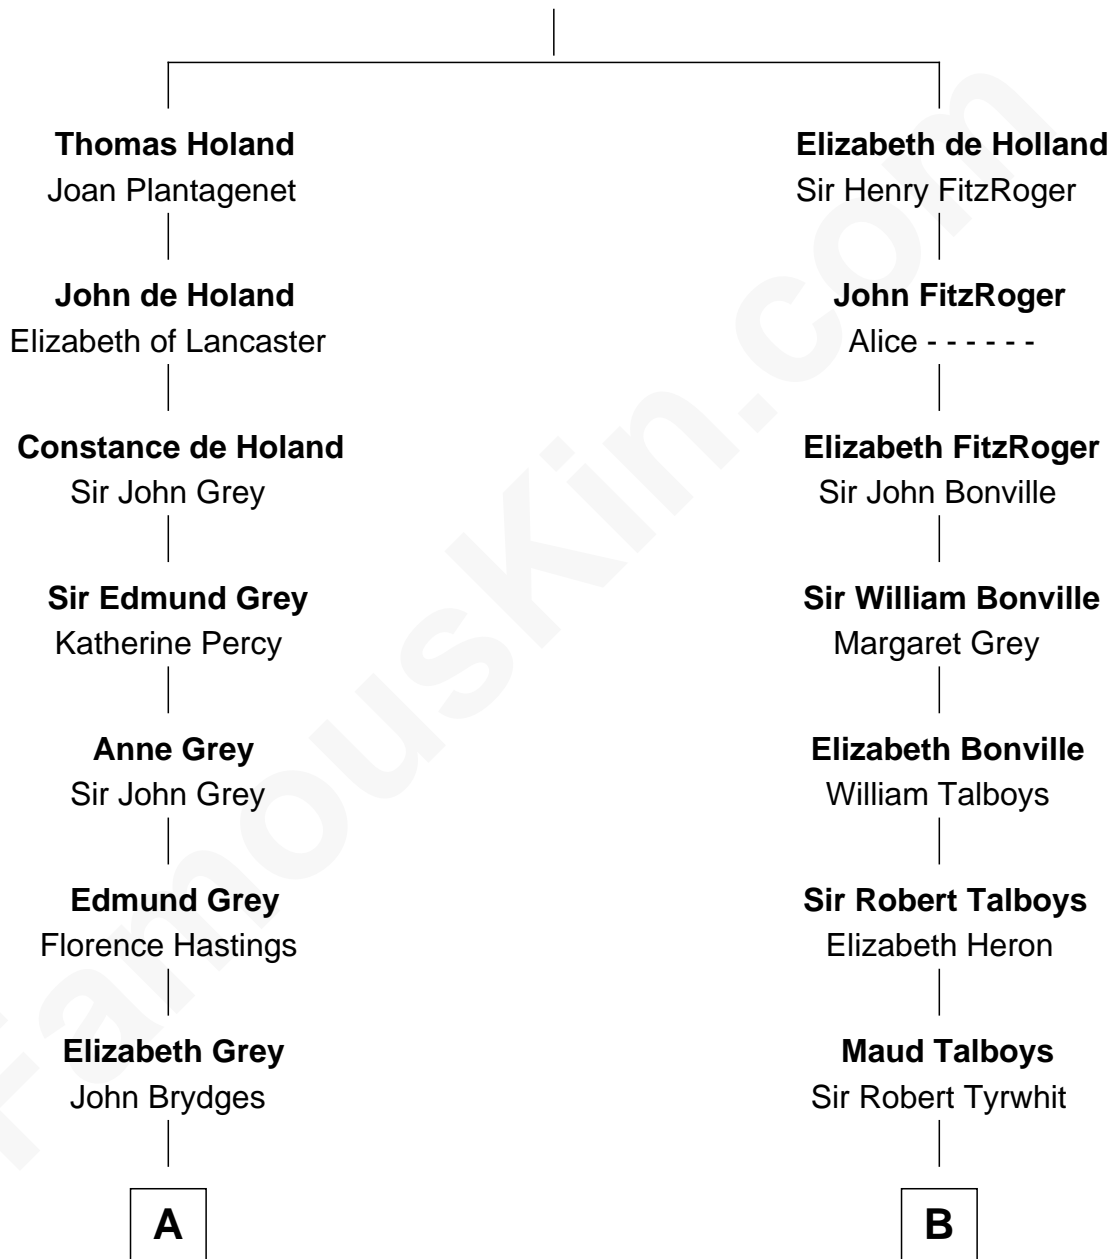 Thomas Holand
Joan Plantagenet
John de Holand
Elizabeth of Lancaster
Constance de Holand
Sir John Grey
Sir Edmund Grey
Katherine Percy
Anne Grey
Sir John Grey
Edmund Grey
Florence Hastings
Elizabeth Grey
John Brydges
A
Elizabeth de Holland
Sir Henry FitzRoger
John FitzRoger
Alice - - - - - -
Elizabeth FitzRoger
Sir John Bonville
Sir William Bonville
Margaret Grey
Elizabeth Bonville
William Talboys
Sir Robert Talboys
Elizabeth Heron
Maud Talboys
Sir Robert Tyrwhit
B
FamousKin.com